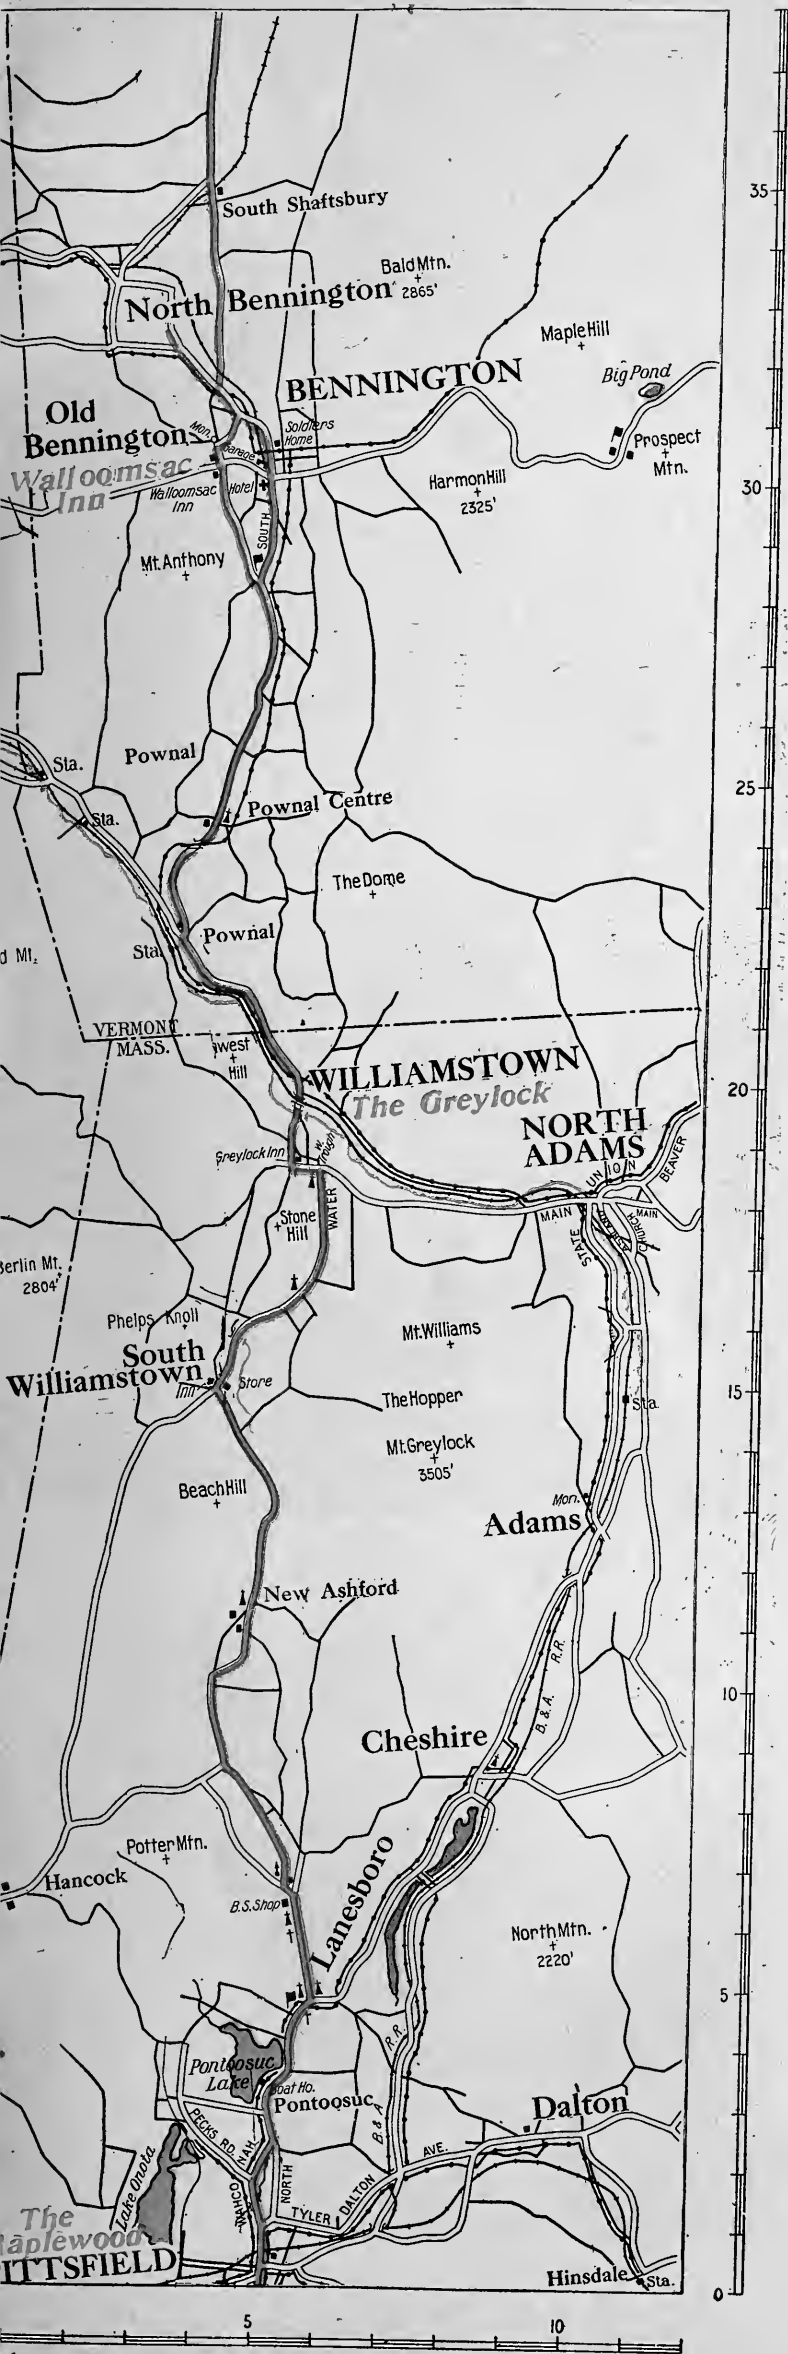 35
South Shaftsbury
Bald Mtn.
2865'
North Bennington
Maple Hill
Big Pond
BENNINGTON
Old
Bennington
Mon.
Soldiers
Home
Garage
Prospect
Mtn.
Walloomsac
Inn
Walloomsac
Inn
Hotel
Harmon Hill
2325'
30
SOUTH
Mt. Anthony
Sta.
Pownal
25
Sta.
Pownal Centre
The Dome
Pownal
Sta.
d Mt.
VERMONT
MASS.
Hill
WILLIAMSTOWN
The Greylock
20
NORTH
ADAMS
UNION
BEAVER
Greylock Inn
W. Trough
WATER
MAIN
STATE
ASHLAND
CHURCH
MAIN
Stone
Hill
Berlin Mt.
2804'
Phelps Knoll
Mt. Williams
South
Williamstown
Inn
Store
The Hopper
15
Sta.
Mt. Greylock
3505'
Beach Hill
Mon.
Adams
New Ashford
B. & A. R.R.
10
Cheshire
Potter Mtn.
Hancock
Lanesboro
B.S. Shop
North Mtn.
2220'
5
R.R.
Pontoosuc
Lake
Boat Ho.
Pontoosuc
B. & A
Dalton
PECKS RD.
NAH.
WAHCO
NORTH
DALTON
AVE.
TYLER
Lake Onota
The
Maplewood
PITTSFIELD
Hinsdale
Sta.
0
5
10